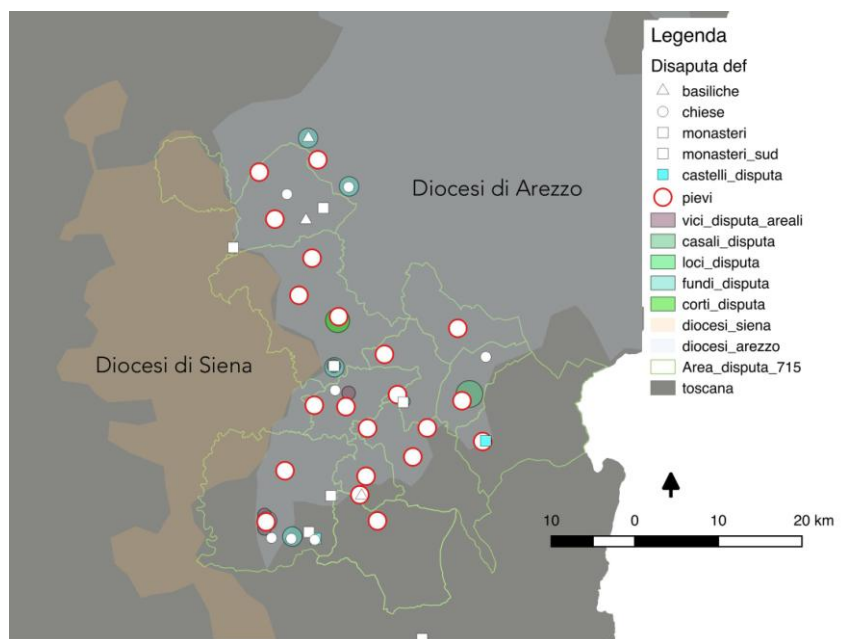 Legenda
Disaputa def
basiliche
chiese
monasteri
monasteri_sud
castelli_disputa
pievi
vici_disputa_areali
casali_disputa
loci_disputa
fundi_disputa
corti_disputa
diocesi_siena
diocesi_arezzo
Area_disputa_715
toscana
Diocesi di Arezzo
Diocesi di Siena
10 0 10 20 km